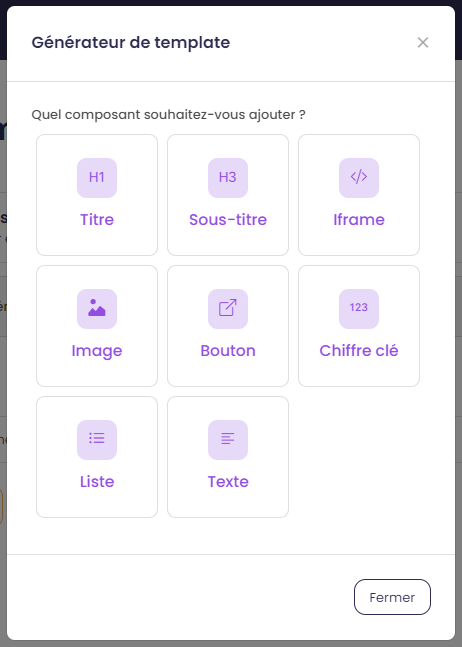 Générateur de template
Quel composant souhaitez-vous ajouter ?
H1
H3
</>
Titre
Sous-titre
Iframe
123
Image
Bouton
Chiffre clé
Liste
Texte
Fermer